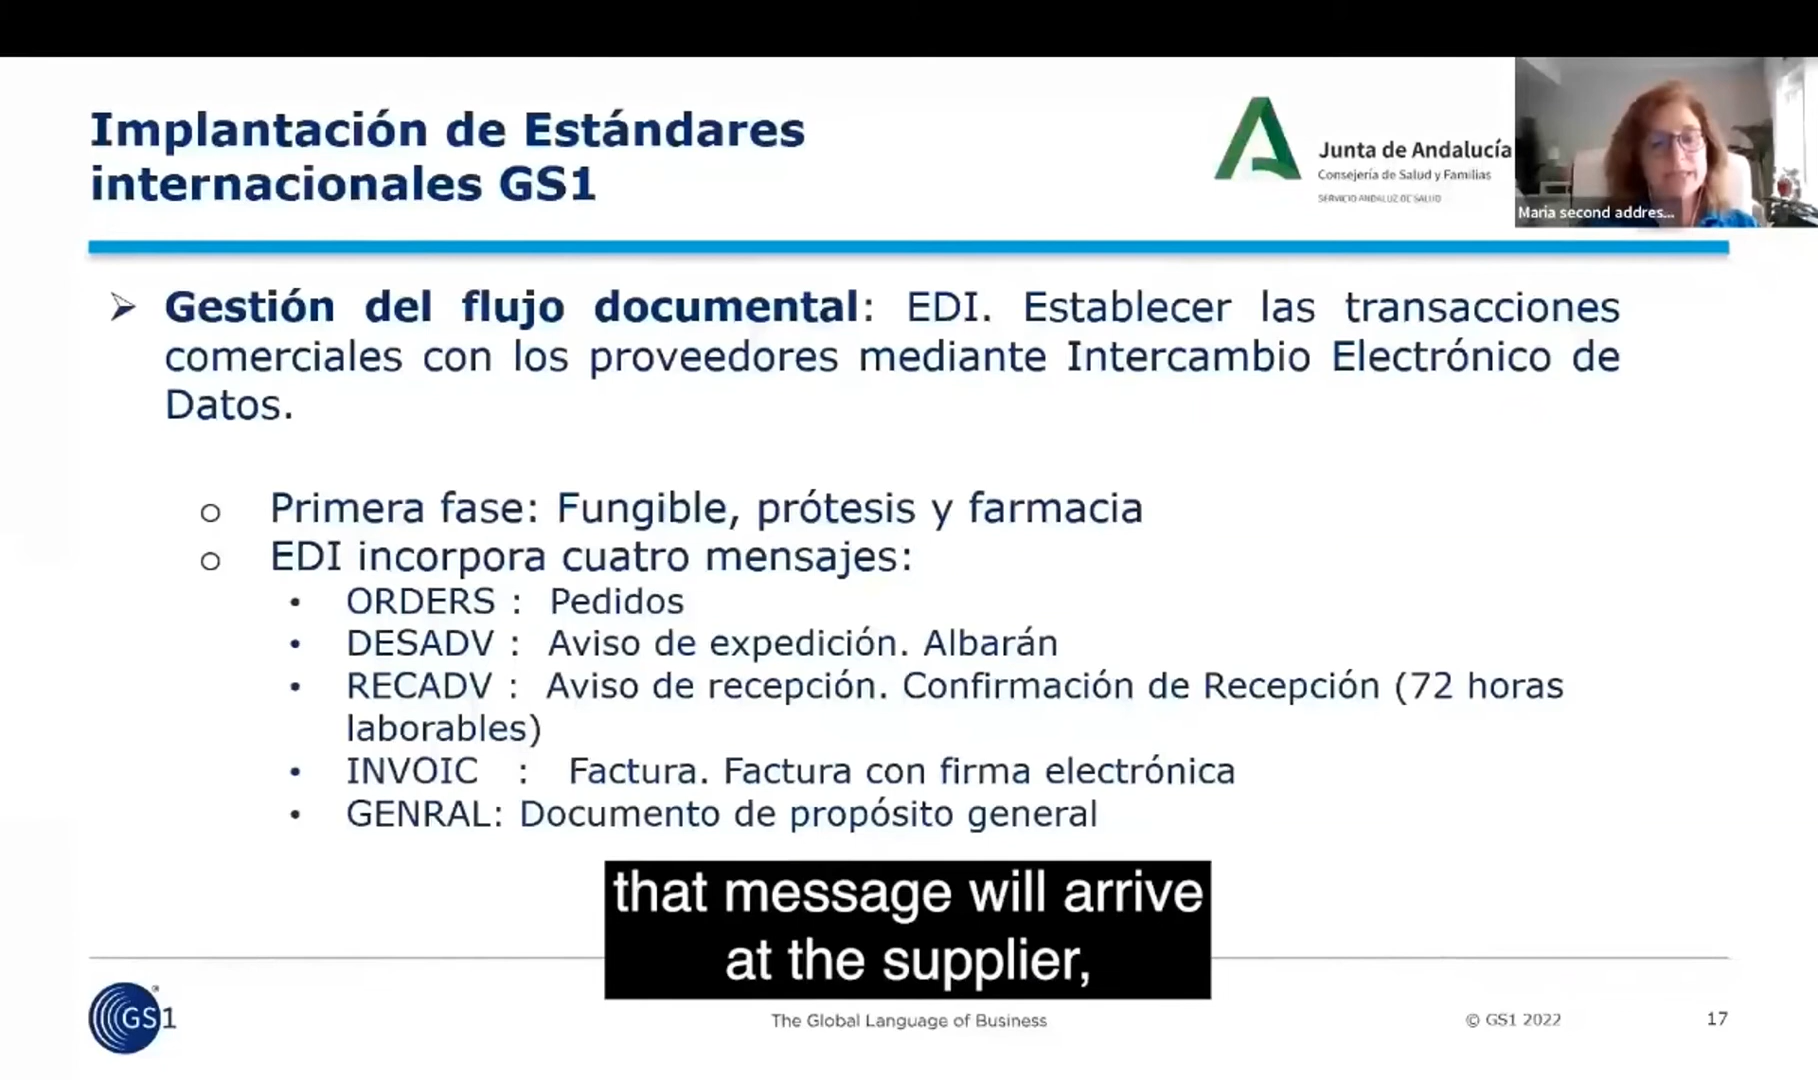 Implantación de Estándares
internacionales GS1
Junta de Andalucía
Consejería de Salud y Familias
SERVICIO ANDALUZ DE SALUD
Maria second addres...
➢ Gestión del flujo documental: EDI. Establecer las transacciones
comerciales con los proveedores mediante Intercambio Electrónico de
Datos.
o Primera fase: Fungible, prótesis y farmacia
o EDI incorpora cuatro mensajes:
• ORDERS : Pedidos
• DESADV : Aviso de expedición. Albarán
• RECADV : Aviso de recepción. Confirmación de Recepción (72 horas
laborables)
• INVOIC : Factura. Factura con firma electrónica
• GENRAL: Documento de propósito general
that message will arrive
at the supplier,
GS1
The Global Language of Business
© GS1 2022
17